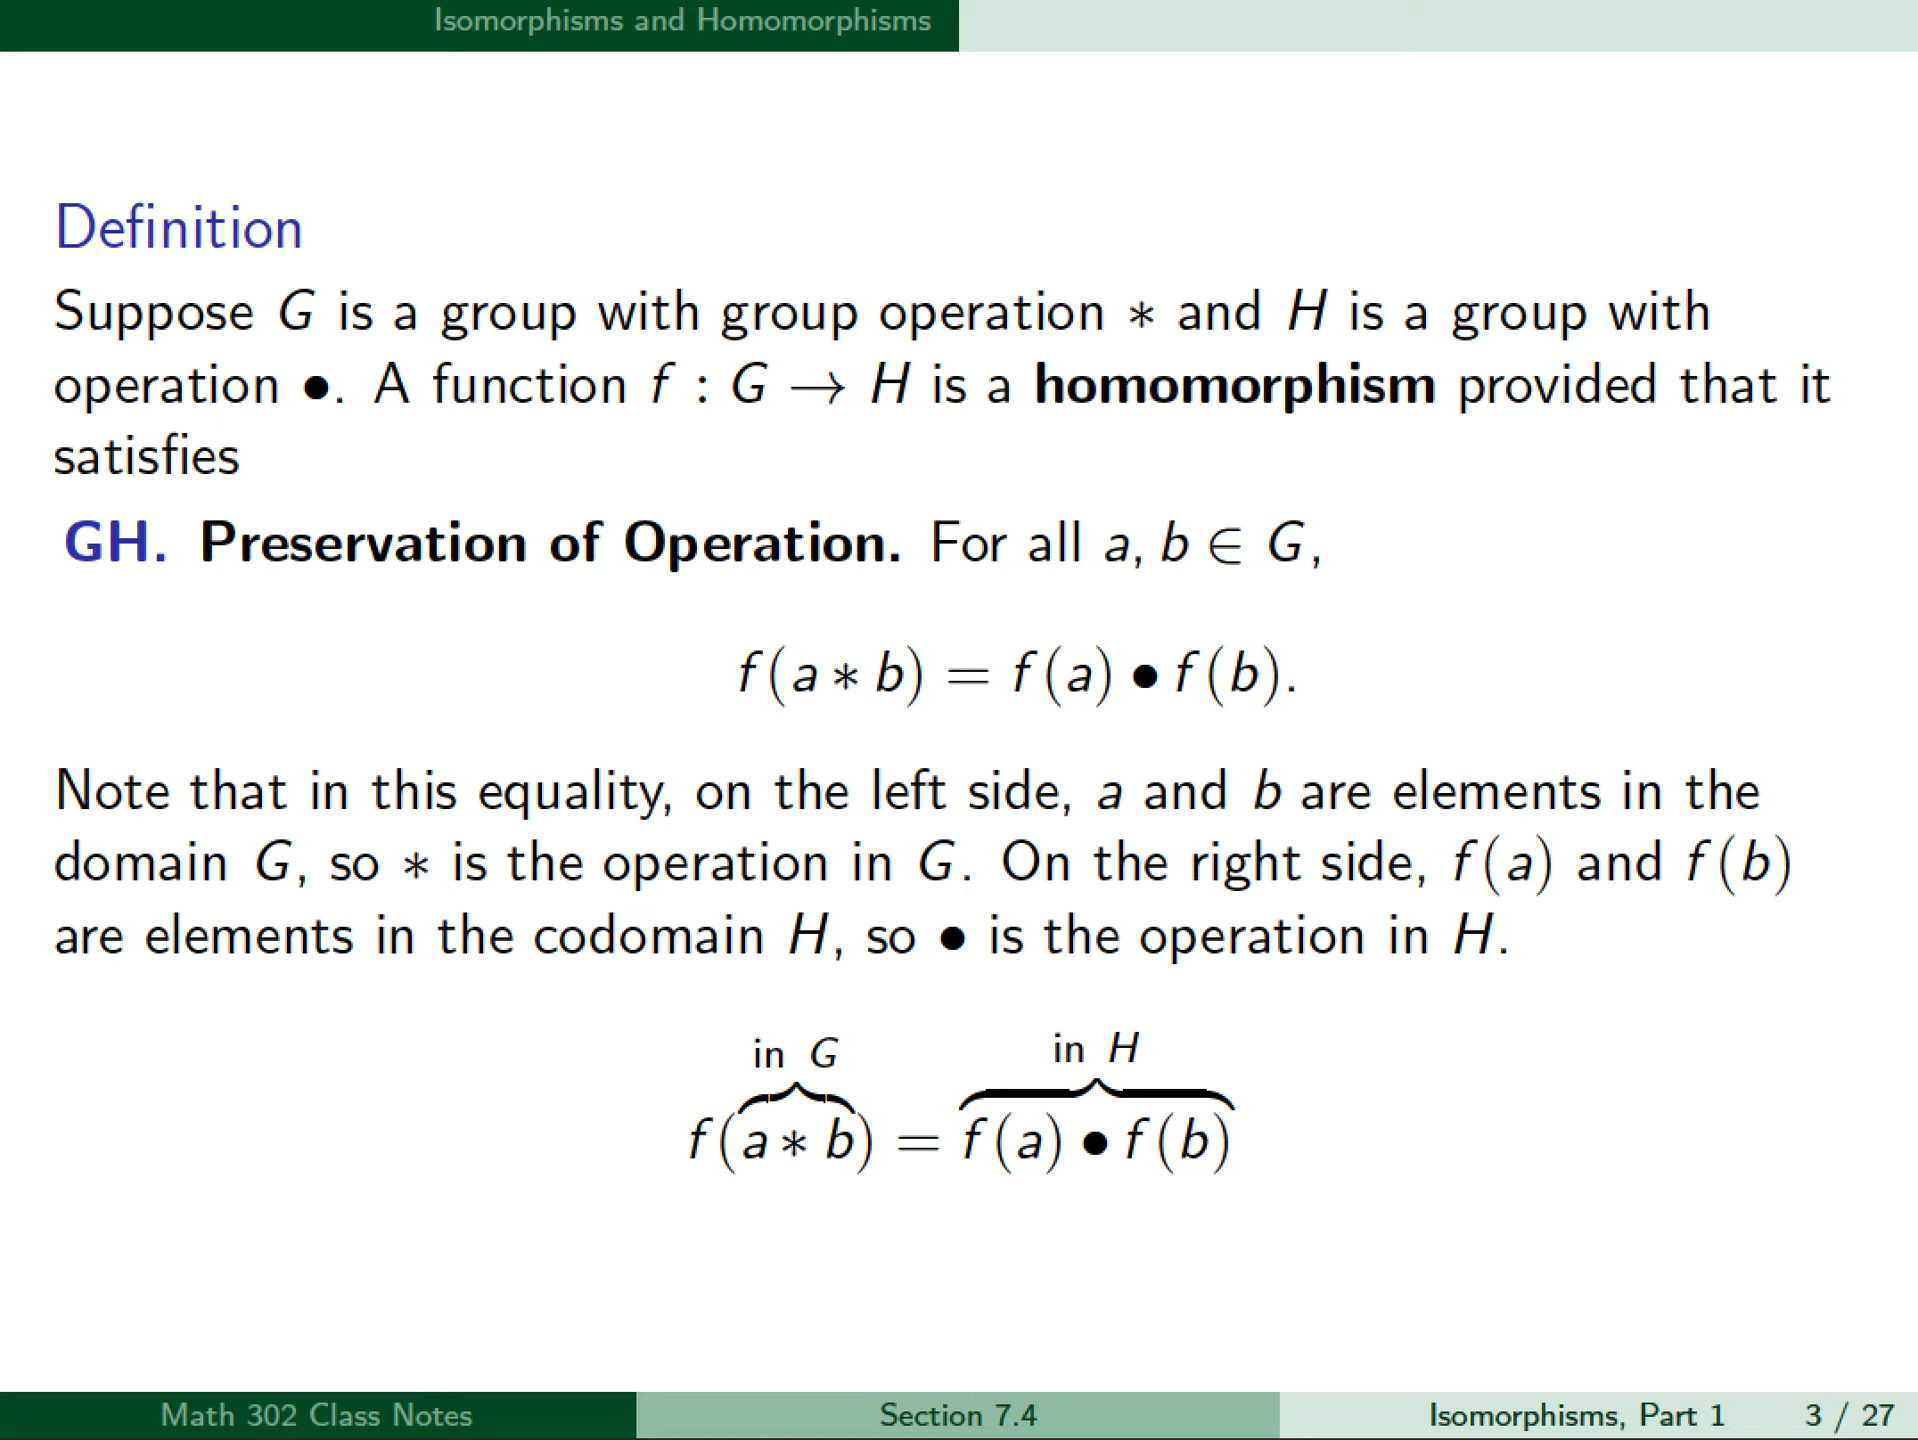 Isomorphisms and Homomorphisms
Definition
Suppose G is a group with group operation ∗ and H is a group with
operation •. A function f : G → H is a homomorphism provided that it
satisfies
GH. Preservation of Operation. For all a, b ∈ G,
f (a ∗ b) = f (a) • f (b).
Note that in this equality, on the left side, a and b are elements in the
domain G, so ∗ is the operation in G. On the right side, f (a) and f (b)
are elements in the codomain H, so • is the operation in H.
in G in H
f (a ∗ b) = f (a) • f (b)
Math 302 Class Notes Section 7.4 Isomorphisms, Part 1 3 / 27